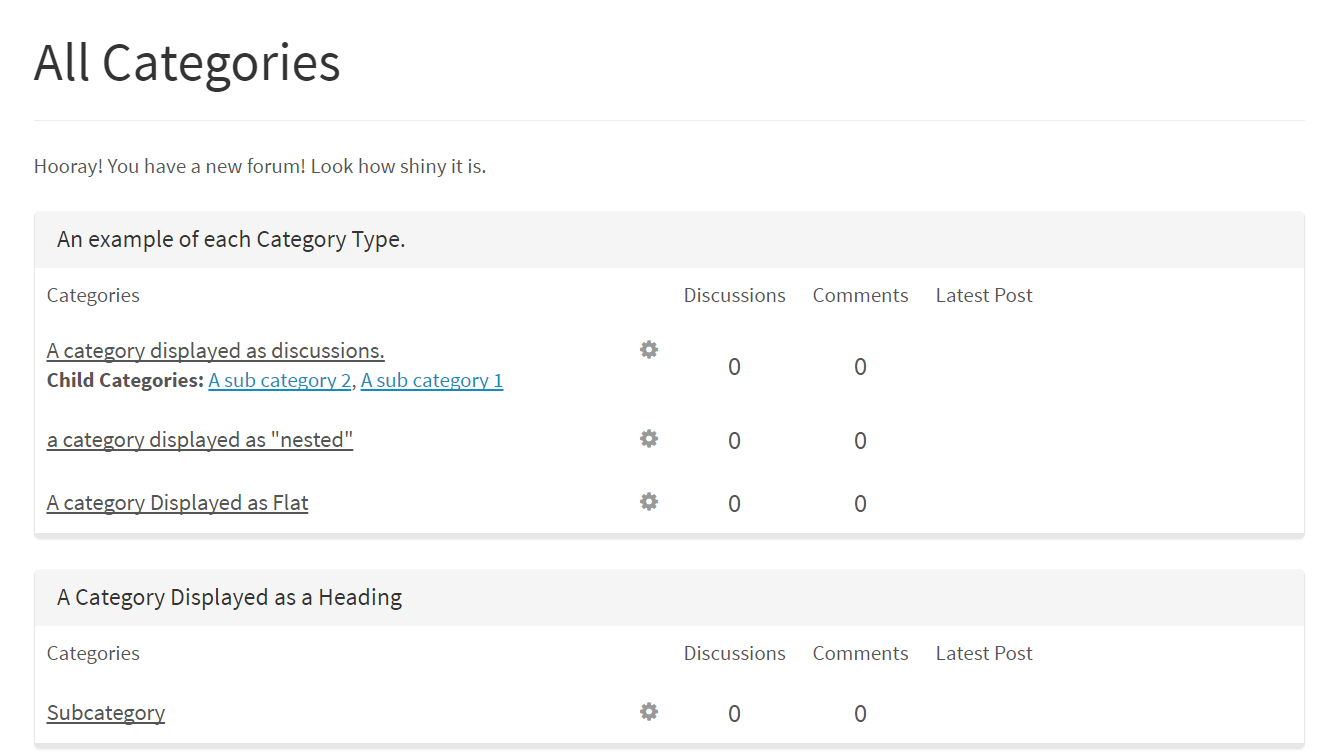 All Categories
Hooray! You have a new forum! Look how shiny it is.
An example of each Category Type.
Categories Discussions Comments Latest Post
A category displayed as discussions.
Child Categories: A sub category 2, A sub category 1
0 0
a category displayed as "nested" 0 0
A category Displayed as Flat 0 0
A Category Displayed as a Heading
Categories Discussions Comments Latest Post
Subcategory 0 0